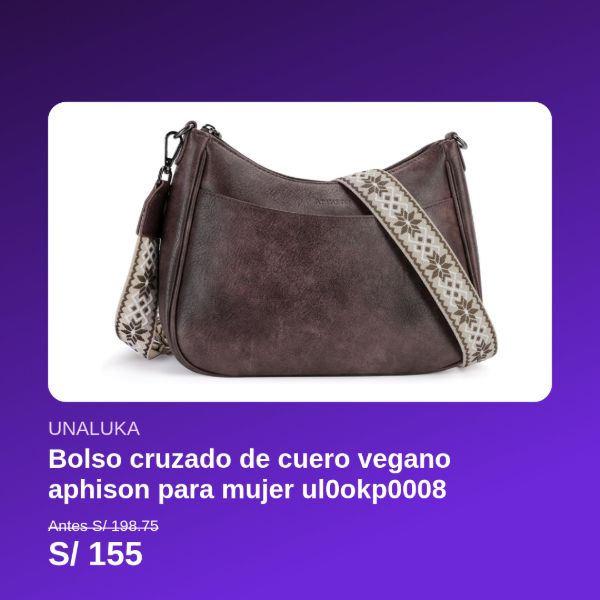 UNALUKA
Bolso cruzado de cuero vegano
aphison para mujer ul0okp0008
Antes S/ 198.75
S/ 155